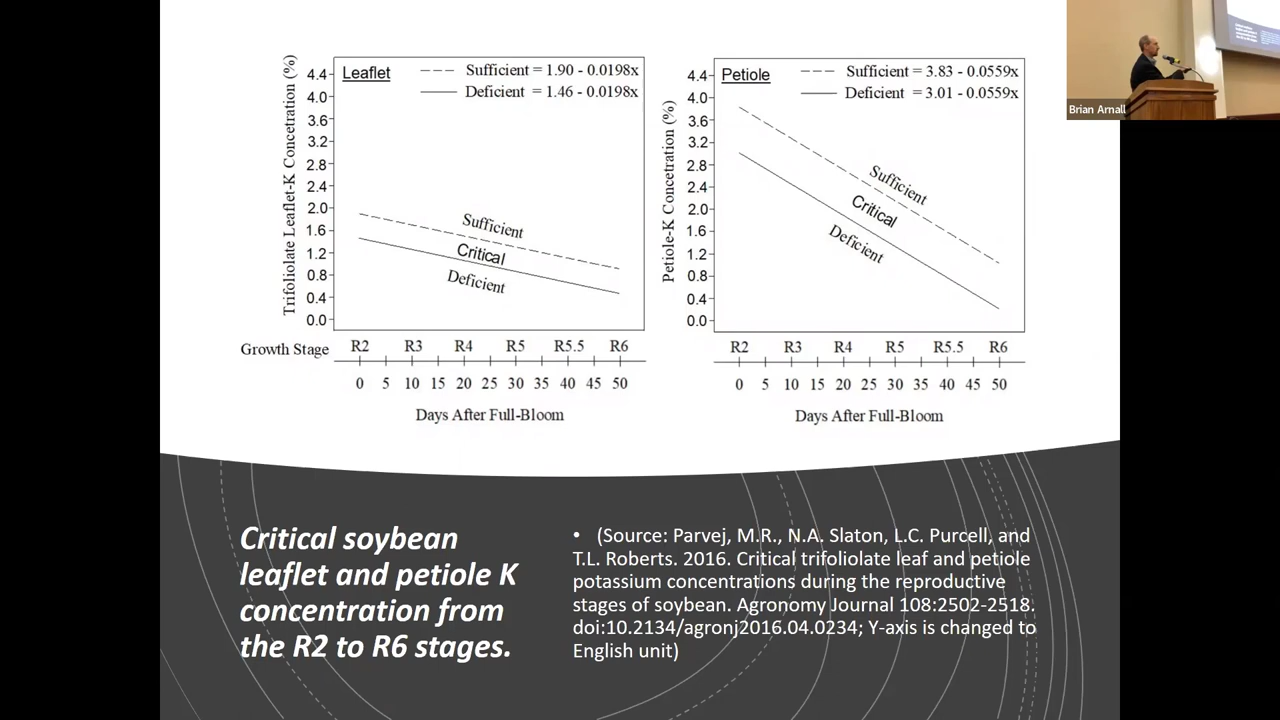 Trifoliolate Leaflet-K Concetration (%)
4.4
4.0
3.6
3.2
2.8
2.4
2.0
1.6
1.2
0.8
0.4
0.0
Leaflet
Sufficient = 1.90 - 0.0198x
Deficient = 1.46 - 0.0198x
Sufficient
Critical
Deficient
Growth Stage R2 R3 R4 R5 R5.5 R6
0 5 10 15 20 25 30 35 40 45 50
Days After Full-Bloom
Petiole-K Concetration (%)
4.4
4.0
3.6
3.2
2.8
2.4
2.0
1.6
1.2
0.8
0.4
0.0
Petiole
Sufficient = 3.83 - 0.0559x
Deficient = 3.01 - 0.0559x
Sufficient
Critical
Deficient
R2 R3 R4 R5 R5.5 R6
0 5 10 15 20 25 30 35 40 45 50
Days After Full-Bloom
Brian Arnall
Critical soybean
leaflet and petiole K
concentration from
the R2 to R6 stages.
• (Source: Parvej, M.R., N.A. Slaton, L.C. Purcell, and
T.L. Roberts. 2016. Critical trifoliolate leaf and petiole
potassium concentrations during the reproductive
stages of soybean. Agronomy Journal 108:2502-2518.
doi:10.2134/agronj2016.04.0234; Y-axis is changed to
English unit)